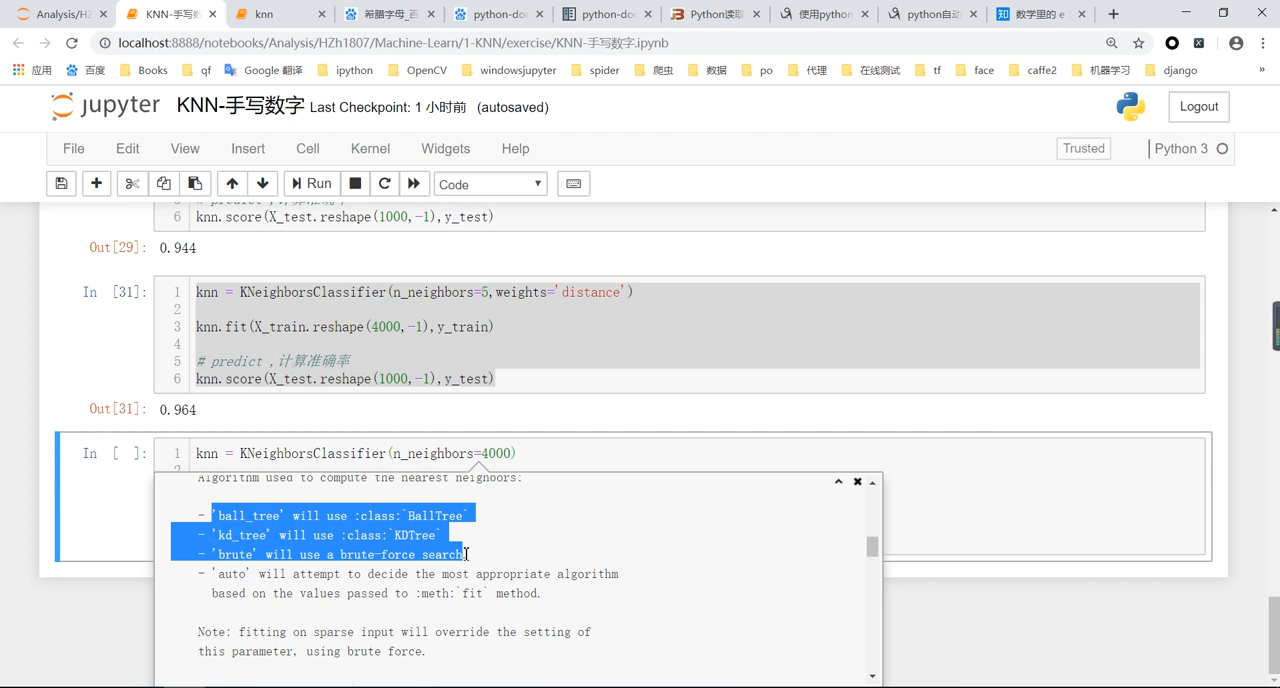 Analysis/HZ
KNN-手写数
knn
希腊字母_百
python-doc
python-doc
Python读取
使用python
python自动
数学里的 e
localhost:8888/notebooks/Analysis/HZh1807/Machine-Learn/1-KNN/exercise/KNN-手写数字.ipynb
应用 百度 Books qf Google 翻译 ipython OpenCV windowsjupyter spider 爬虫 数据 po 代理 在线测试 tf face caffe2 机器学习 django »
jupyter KNN-手写数字 Last Checkpoint: 1 小时前 (autosaved)
Logout
File Edit View Insert Cell Kernel Widgets Help
Trusted
Python 3
Run
Code
6 knn.score(X_test.reshape(1000,-1),y_test)
Out[29]: 0.944
In [31]: 1 knn = KNeighborsClassifier(n_neighbors=5,weights='distance')
2
3 knn.fit(X_train.reshape(4000,-1),y_train)
4
5 # predict ,计算准确率
6 knn.score(X_test.reshape(1000,-1),y_test)
Out[31]: 0.964
In [ ]: 1 knn = KNeighborsClassifier(n_neighbors=4000)
2
Algorithm used to compute the nearest neighbors:
- 'ball_tree' will use :class:`BallTree`
- 'kd_tree' will use :class:`KDTree`
- 'brute' will use a brute-force search.
- 'auto' will attempt to decide the most appropriate algorithm
based on the values passed to :meth:`fit` method.
Note: fitting on sparse input will override the setting of
this parameter, using brute force.